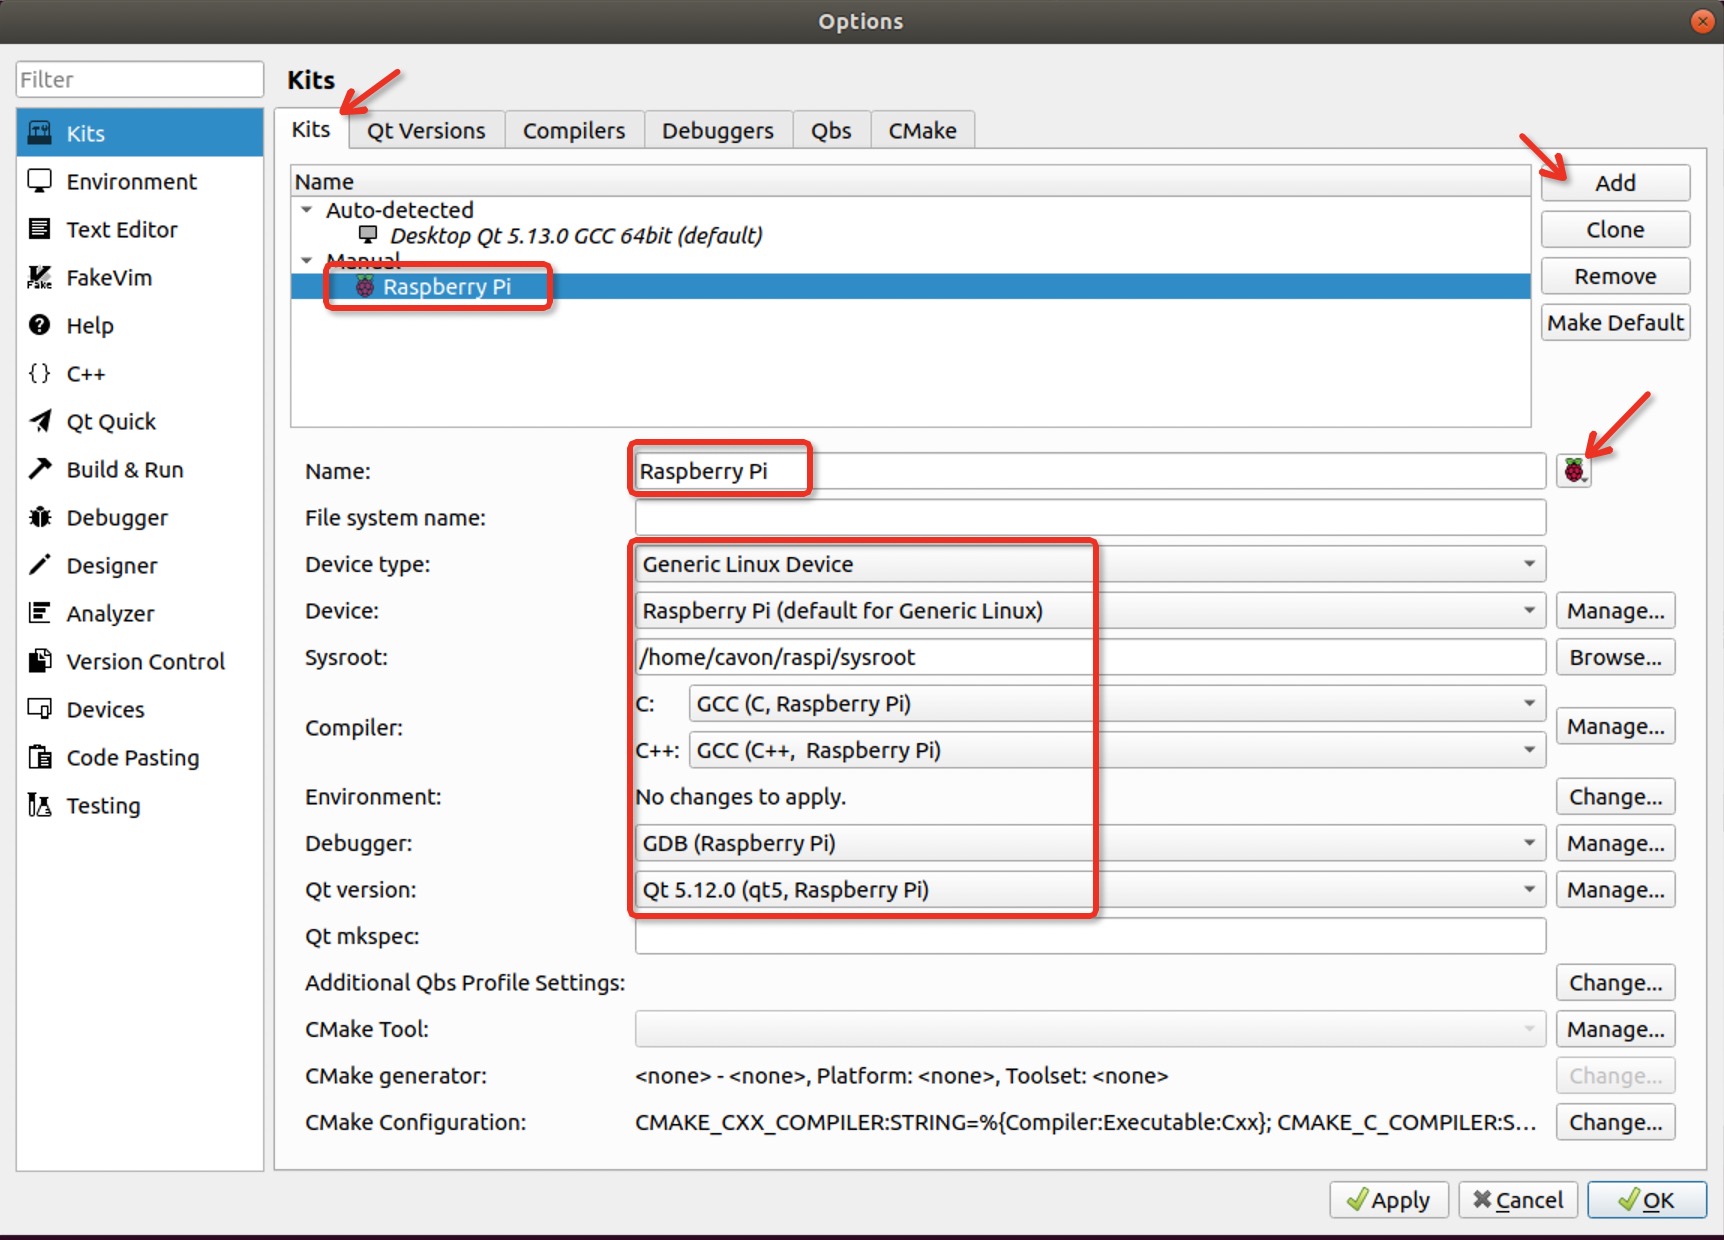 Options
Filter
Kits
Environment
Text Editor
FakeVim
Help
C++
Qt Quick
Build & Run
Debugger
Designer
Analyzer
Version Control
Devices
Code Pasting
Testing
Kits
Kits Qt Versions Compilers Debuggers Qbs CMake
Name
Auto-detected
Desktop Qt 5.13.0 GCC 64bit (default)
Manual
Raspberry Pi
Add
Clone
Remove
Make Default
Name: Raspberry Pi
File system name:
Device type: Generic Linux Device
Device: Raspberry Pi (default for Generic Linux) Manage...
Sysroot: /home/cavon/raspi/sysroot Browse...
Compiler: C: GCC (C, Raspberry Pi) Manage...
C++: GCC (C++, Raspberry Pi)
Environment: No changes to apply. Change...
Debugger: GDB (Raspberry Pi) Manage...
Qt version: Qt 5.12.0 (qt5, Raspberry Pi) Manage...
Qt mkspec:
Additional Qbs Profile Settings: Change...
CMake Tool: Manage...
CMake generator: <none> - <none>, Platform: <none>, Toolset: <none> Change...
CMake Configuration: CMAKE_CXX_COMPILER:STRING=%{Compiler:Executable:Cxx}; CMAKE_C_COMPILER:S... Change...
Apply Cancel OK